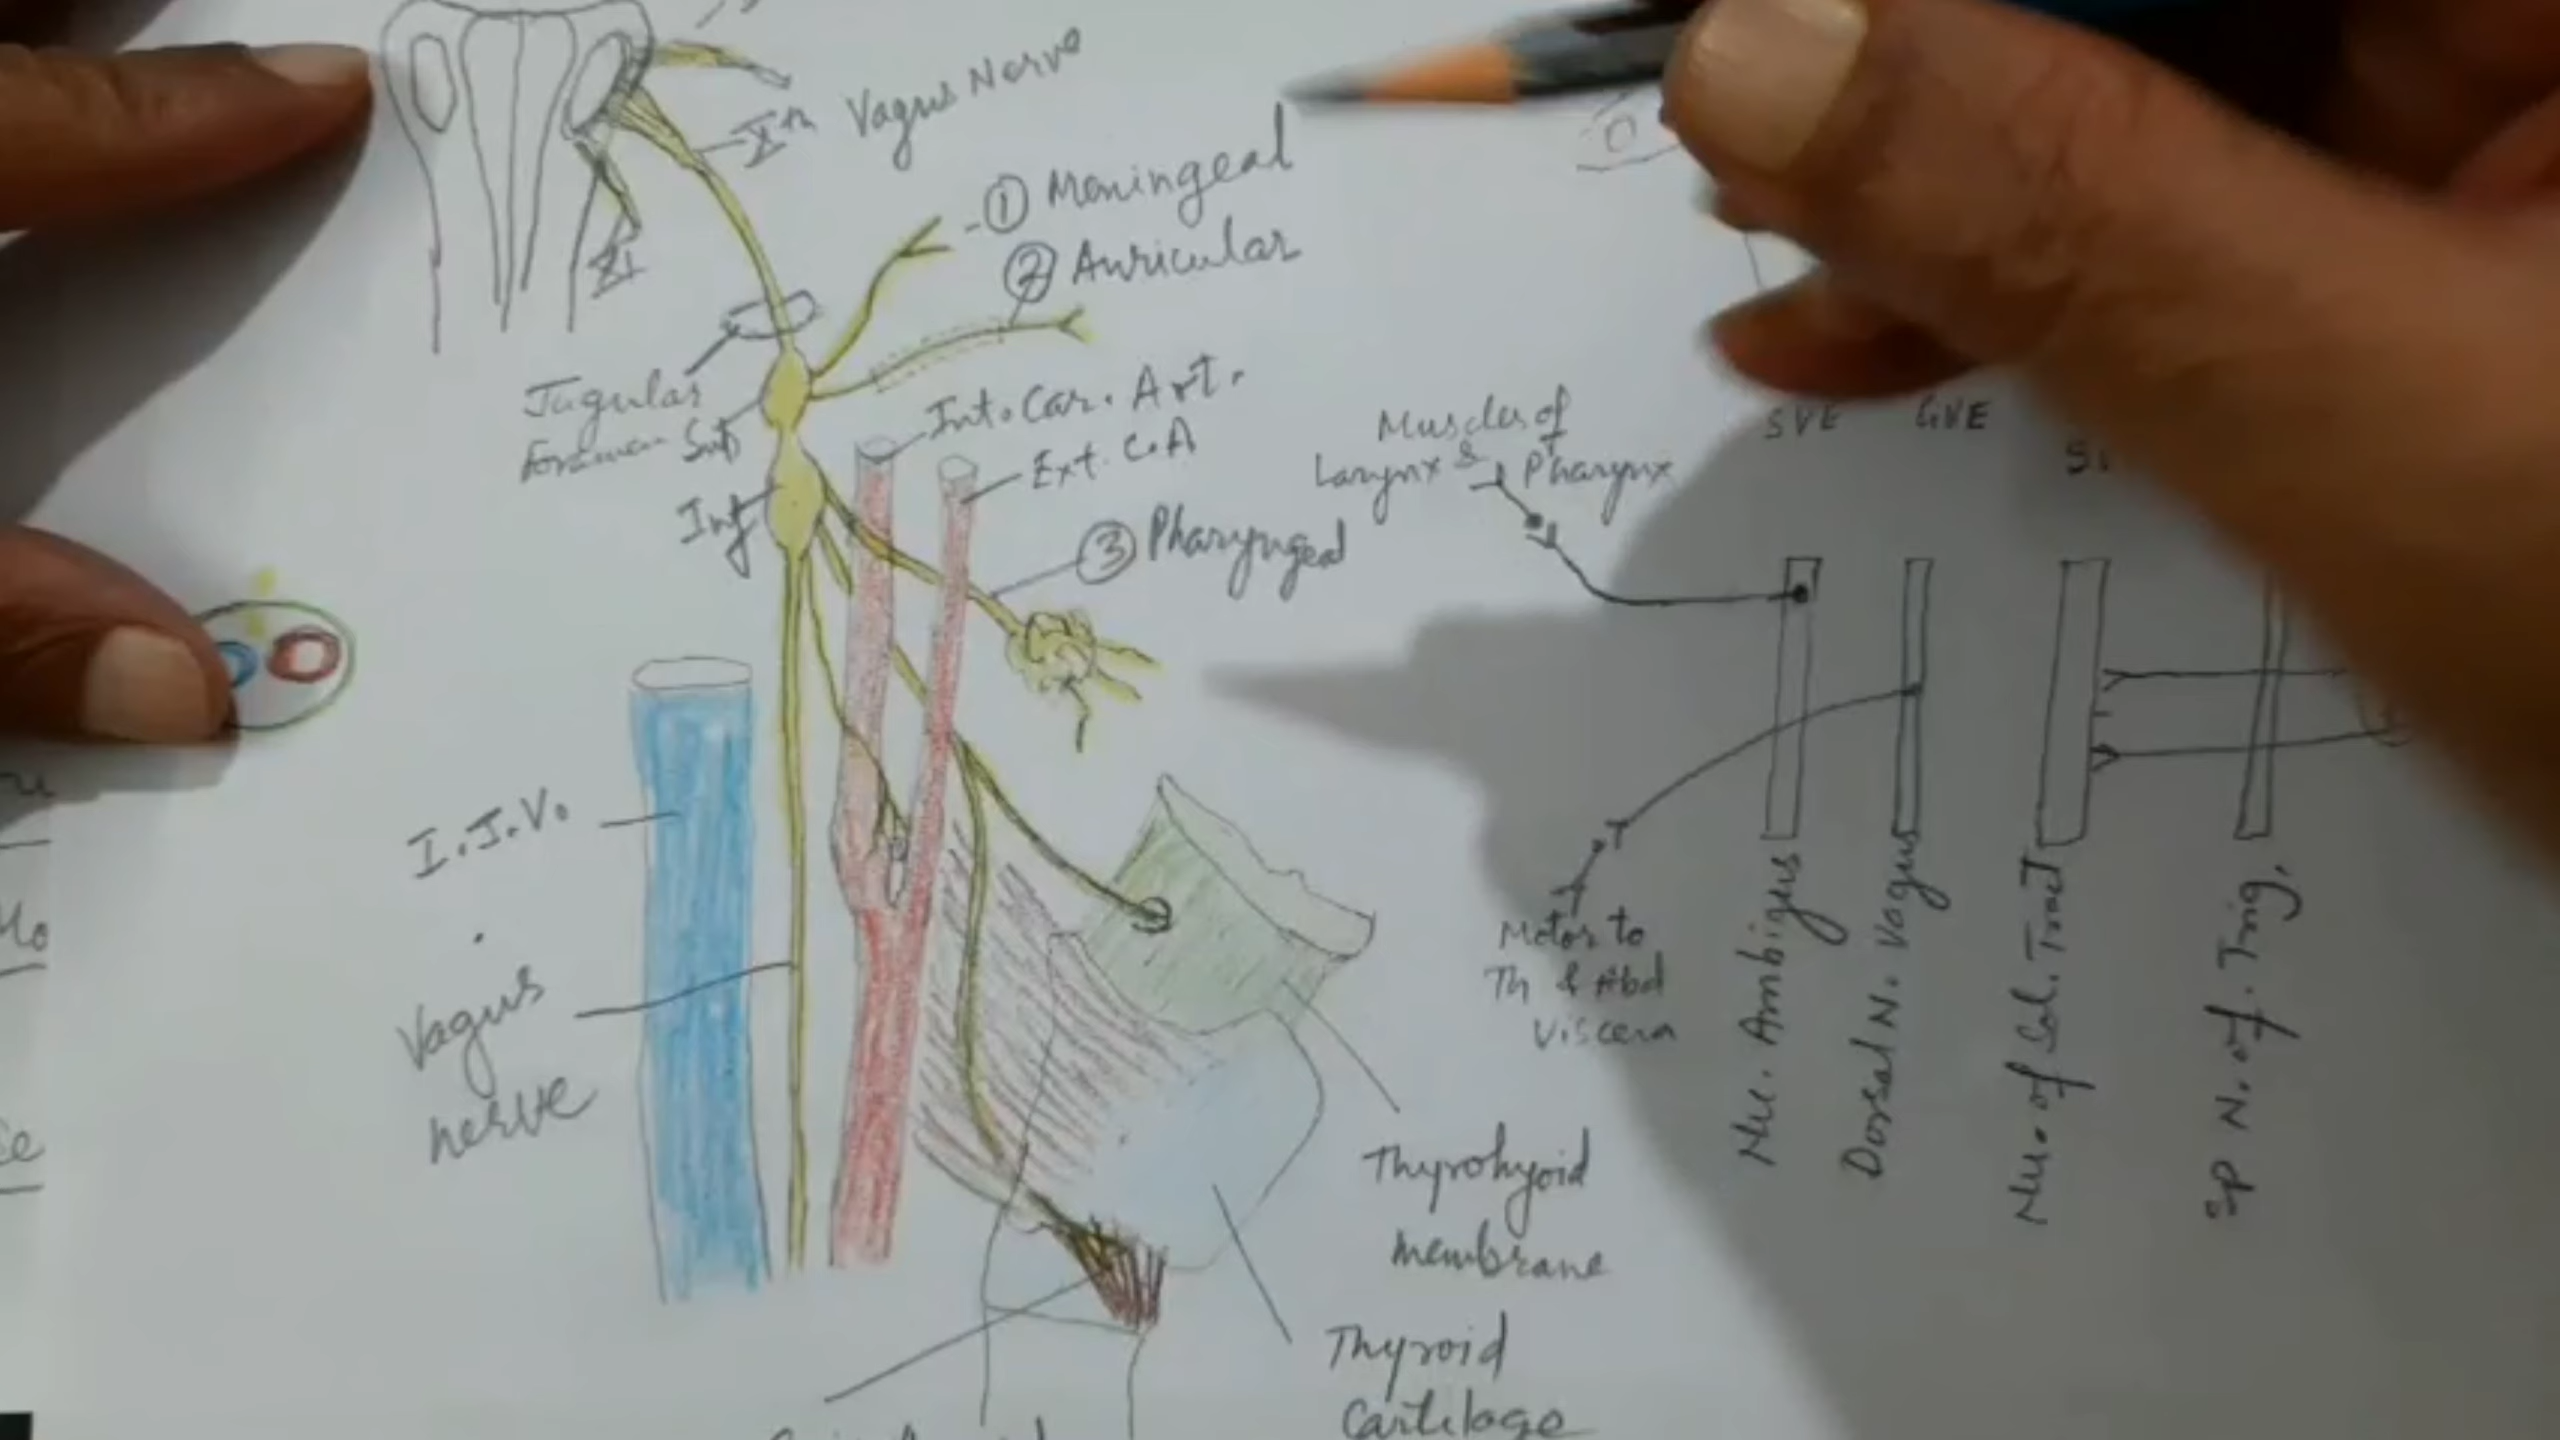 Xth Vagus Nerve
XI
① Meningeal
② Auricular
Jugular
Foramen
Sup
Inf
Int. Car. Art.
Ext. C.A
③ Pharyngeal
I.J.V.
Vagus
nerve
Thyrohyoid
membrane
Thyroid
Cartilage
Muscles of
Larynx & Pharynx
SVE
GVE
Motor to
Th & Abd
Viscera
Nu. Ambigus
Dorsal N. Vagus
Nu. of Sol. Tract
Sp N. of. Trig.